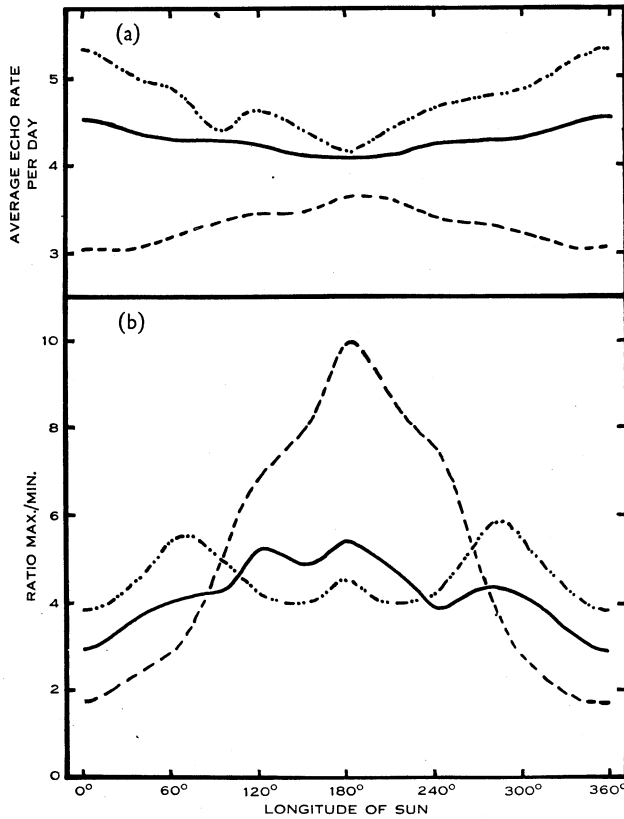 (a)
AVERAGE ECHO RATE
PER DAY
5
4
3
(b)
RATIO MAX./MIN.
10
8
6
4
2
0
0° 60° 120° 180° 240° 300° 360°
LONGITUDE OF SUN